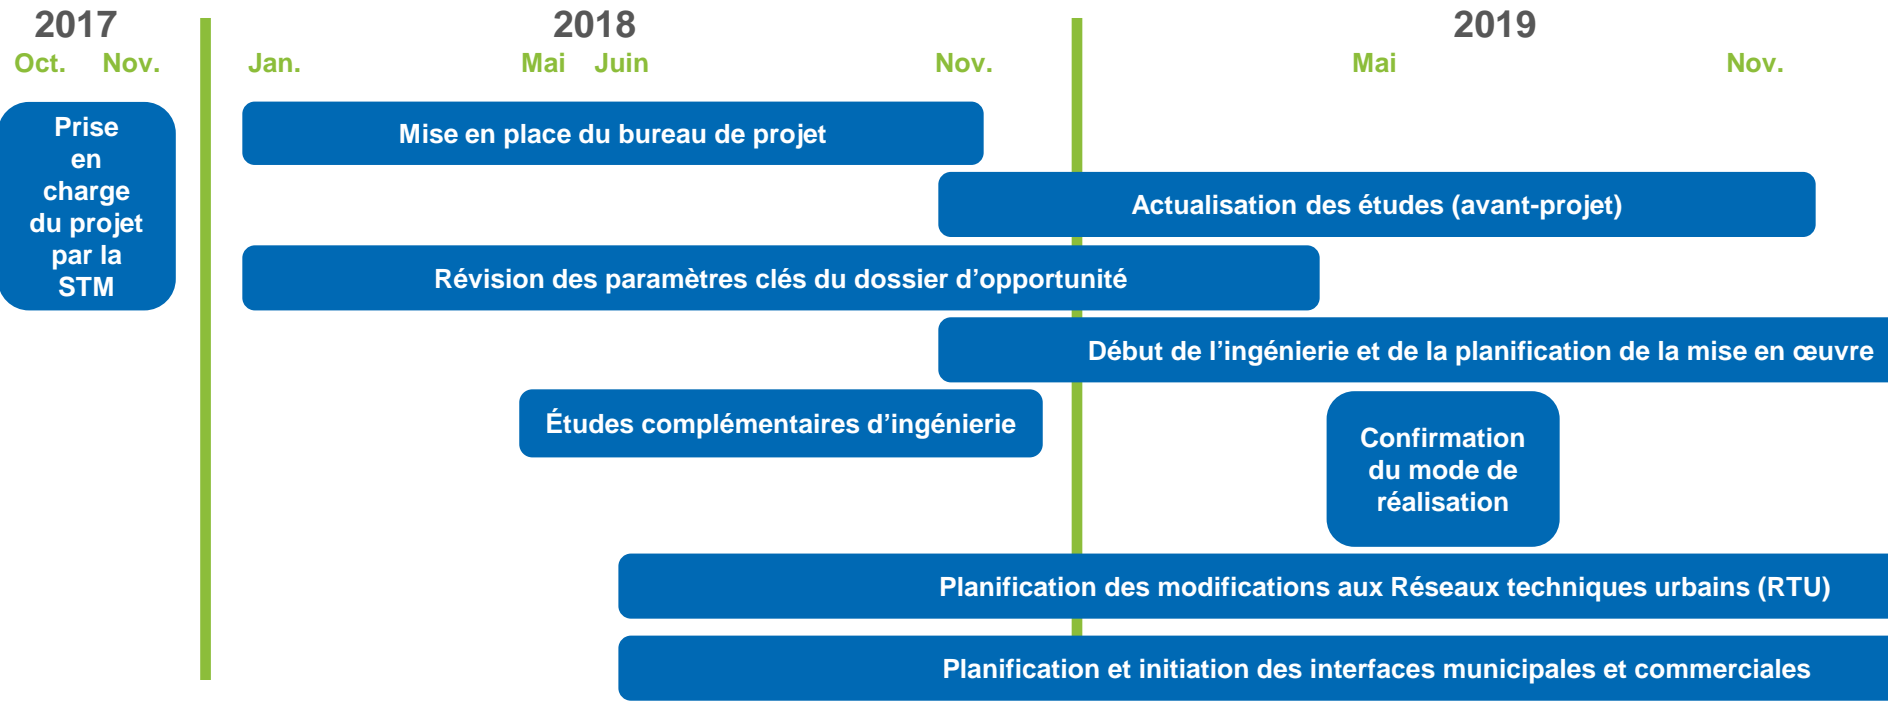 2017
2018
2019
Oct.
Nov.
Jan.
Mai
Juin
Nov.
Mai
Nov.
Prise
en
charge
du projet
par la
STM
Mise en place du bureau de projet
Actualisation des études (avant-projet)
Révision des paramètres clés du dossier d’opportunité
Début de l’ingénierie et de la planification de la mise en œuvre
Études complémentaires d’ingénierie
Confirmation
du mode de
réalisation
Planification des modifications aux Réseaux techniques urbains (RTU)
Planification et initiation des interfaces municipales et commerciales